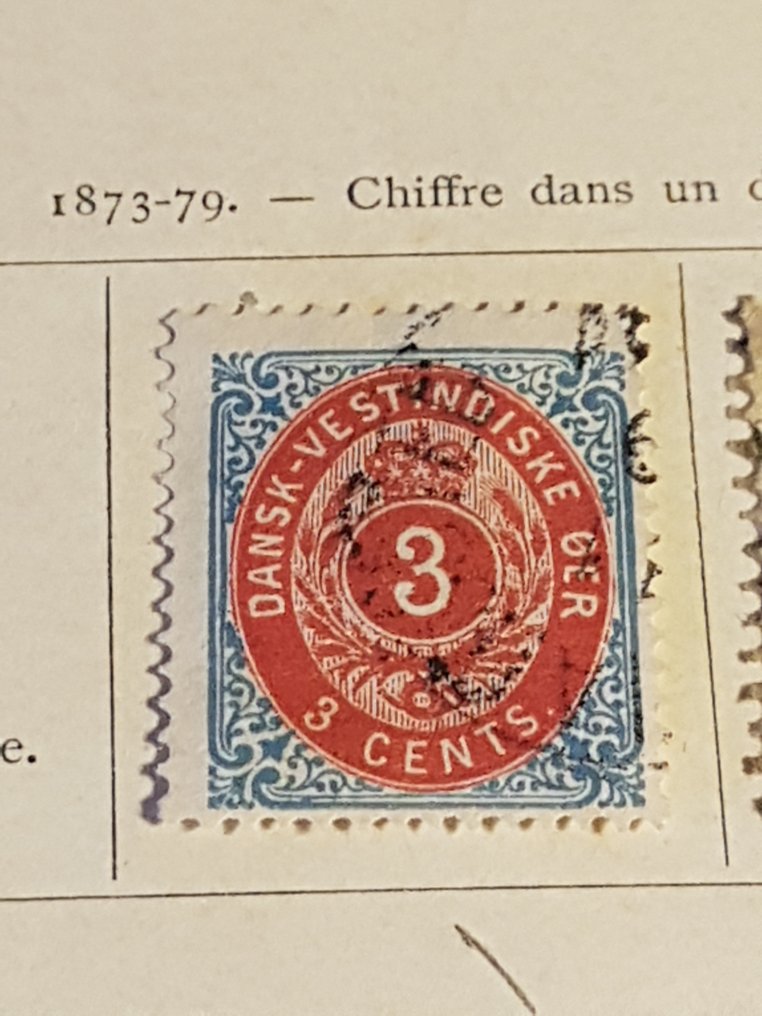 1873-79. — Chiffre dans un
DANSK-VESTINDISKE ØER
3
3 CENTS.
e.